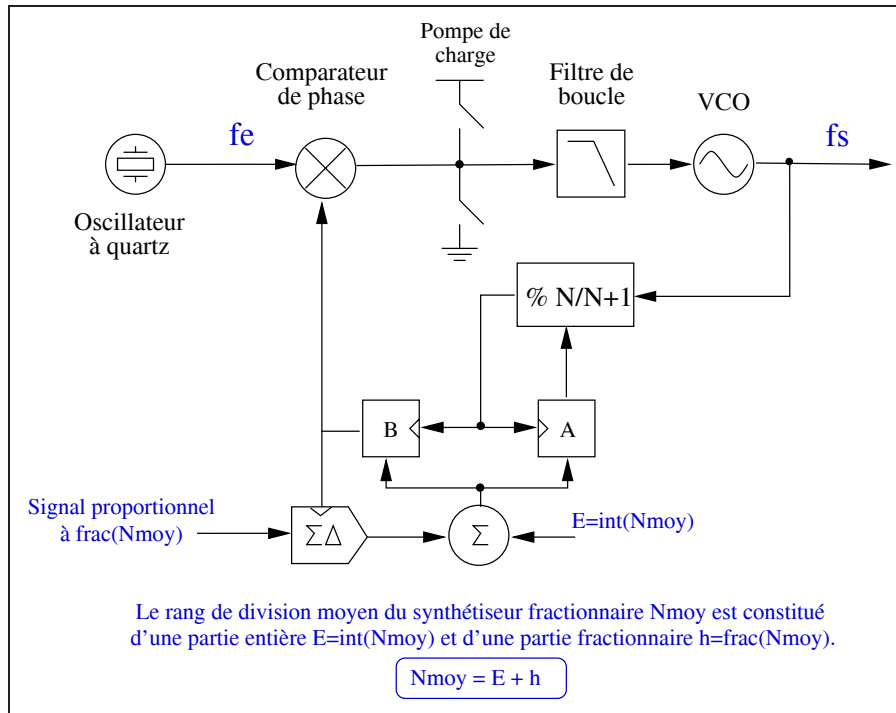 Pompe de
charge
Comparateur
de phase
Filtre de
boucle
VCO
fe
fs
Oscillateur
à quartz
% N/N+1
B
A
Signal proportionnel
à frac(Nmoy)
ΣΔ
Σ
E=int(Nmoy)
Le rang de division moyen du synthétiseur fractionnaire Nmoy est constitué
d'une partie entière E=int(Nmoy) et d'une partie fractionnaire h=frac(Nmoy).
Nmoy = E + h